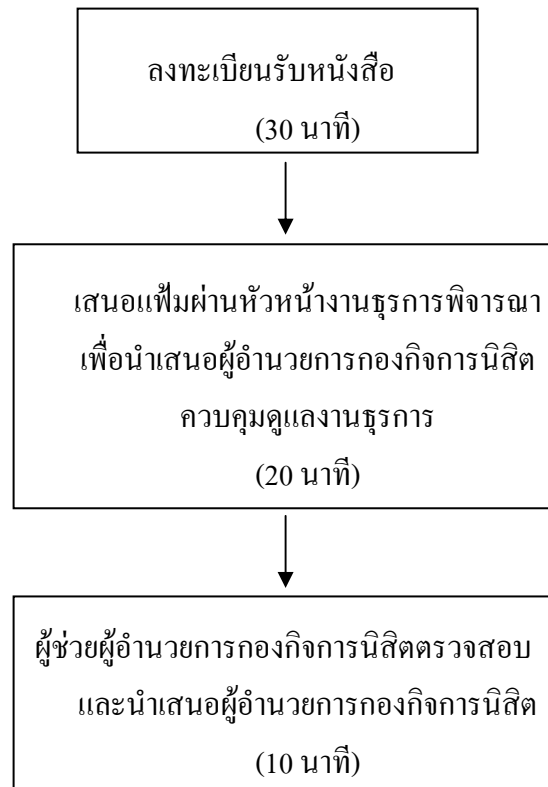 ลงทะเบียนรับหนังสือ
(30 นาที)
เสนอแฟ้มผ่านหัวหน้างานธุรการพิจารณา
เพื่อนำเสนอผู้อำนวยการกองกิจการนิสิต
ควบคุมดูแลงานธุรการ
(20 นาที)
ผู้ช่วยผู้อำนวยการกองกิจการนิสิตตรวจสอบ
และนำเสนอผู้อำนวยการกองกิจการนิสิต
(10 นาที)